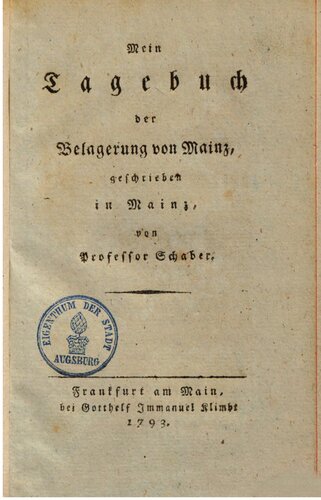 Mein
Tagebuch
der
Belagerung von Mainz,
geschrieben
in Mainz,
von
Professor Schaber.
EIGENTHUM DER STADT
AUGSBURG
Frankfurt am Main,
bei Gotthelf Immanuel Klimbt
1793.